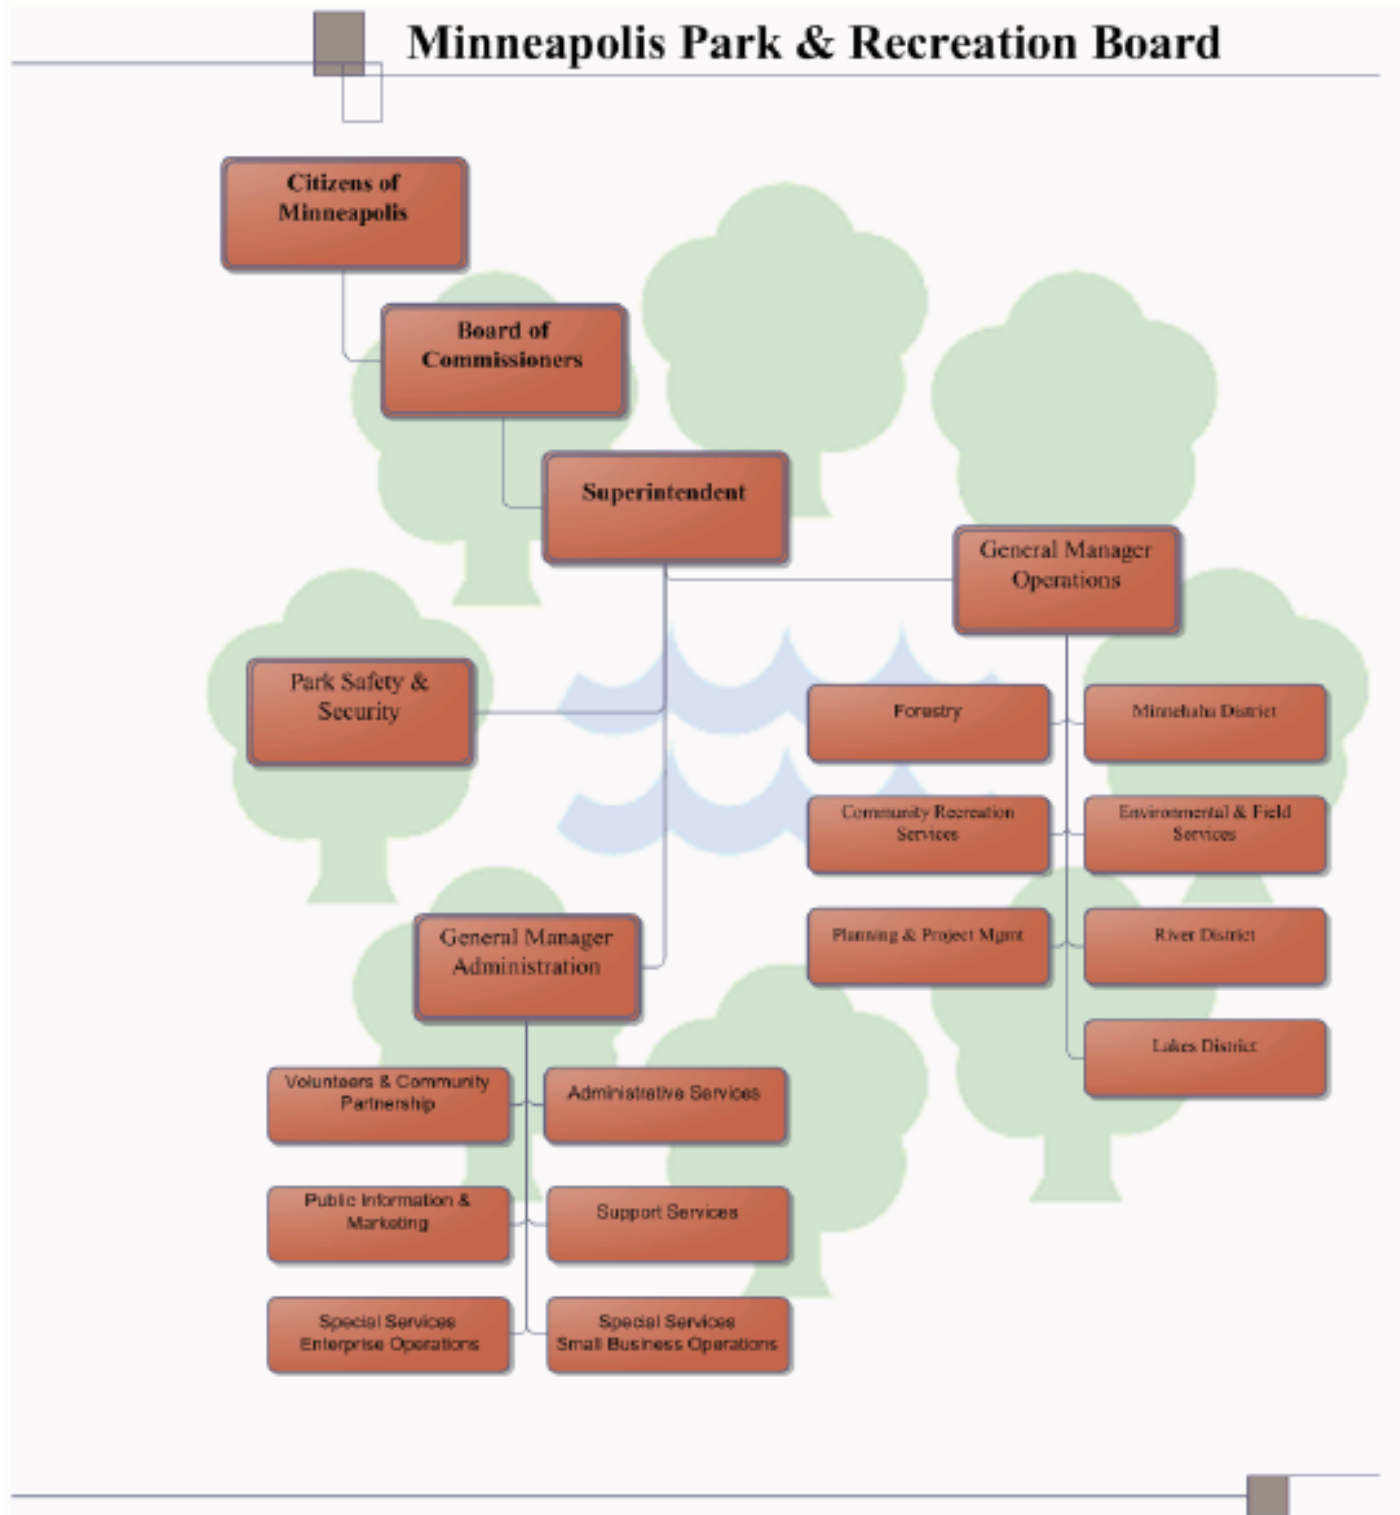 Minneapolis Park & Recreation Board
Citizens of
Minneapolis
Board of
Commissioners
Superintendent
General Manager
Operations
Park Safety &
Security
Forestry
Minnehaha District
Community Recreation
Services
Environmental & Field
Services
Planning & Project Mgmt
River District
Lakes District
General Manager
Administration
Volunteers & Community
Partnership
Administrative Services
Public Information &
Marketing
Support Services
Special Services
Enterprise Operations
Special Services
Small Business Operations